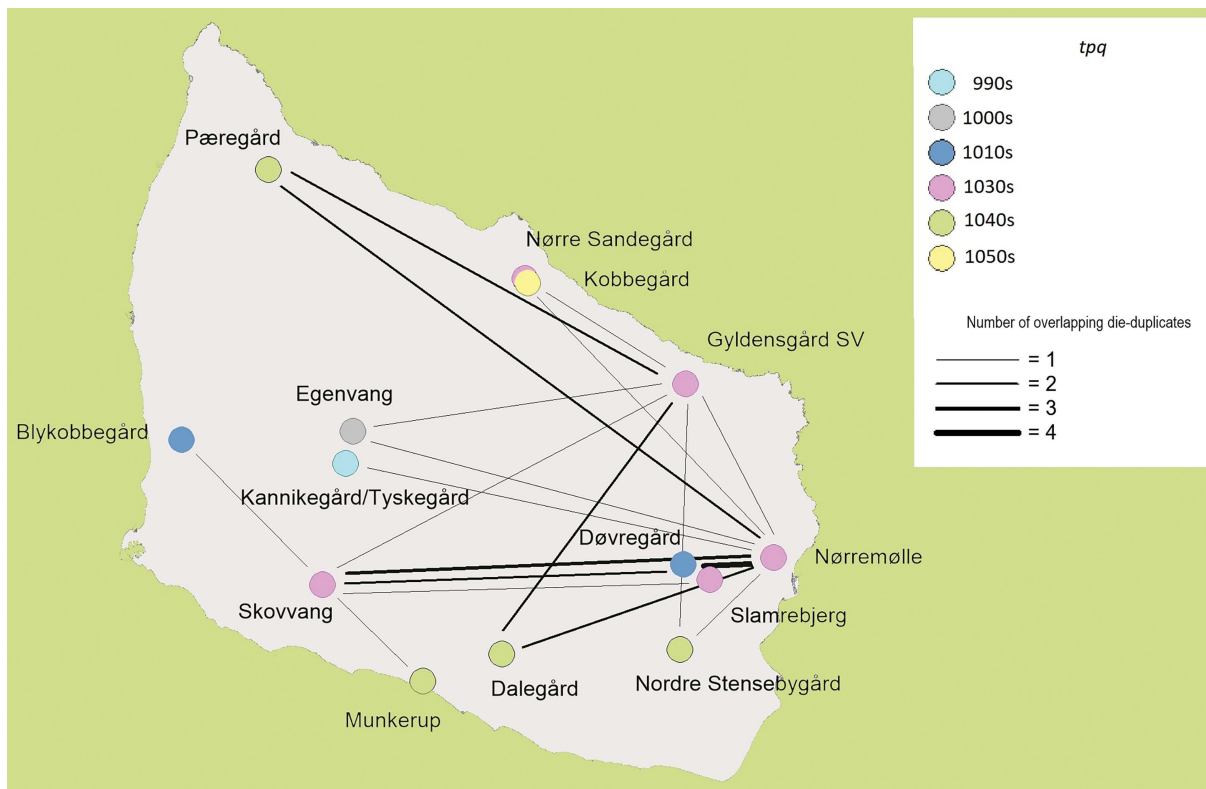 Pæregård
Nørre Sandegård
Kobbegård
Gyldensgård SV
Egenvang
Blykobbegård
Kannikegård/Tyskegård
Døvregård
Nørremølle
Skovvang
Slamrebjerg
Dalegård
Nordre Stensebygård
Munkerup
tpq
990s
1000s
1010s
1030s
1040s
1050s
Number of overlapping die-duplicates
= 1
= 2
= 3
= 4